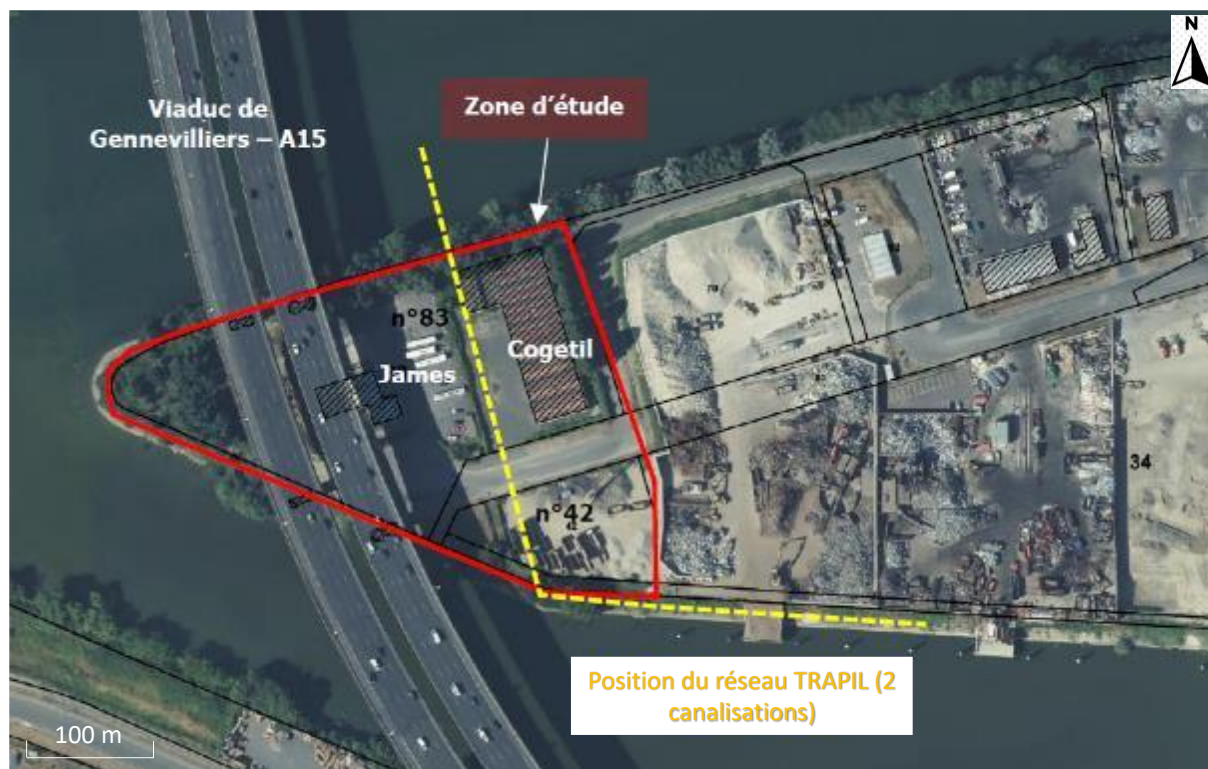 N
Viaduc de
Gennevilliers – A15
Zone d'étude
n°83
Cogetil
James
n°42
34
Position du réseau TRAPIL (2
canalisations)
100 m